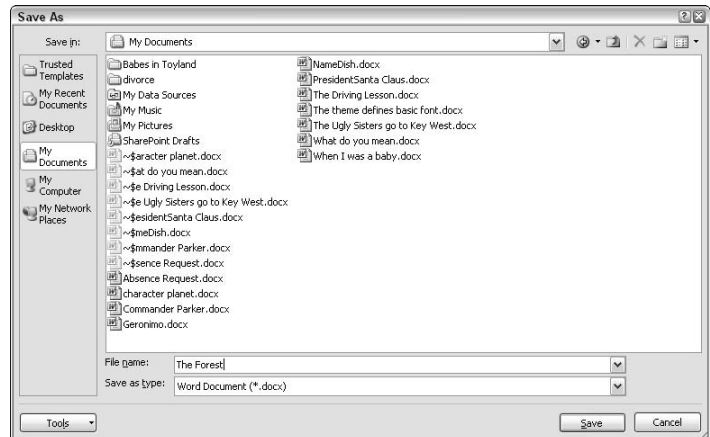 Save As
Save in:
My Documents
Trusted
Templates
My Recent
Documents
Desktop
My
Documents
My
Computer
My Network
Places
Babes in Toyland
divorce
My Data Sources
My Music
My Pictures
SharePoint Drafts
~$aracter planet.docx
~$at do you mean.docx
~$e Driving Lesson.docx
~$e Ugly Sisters go to Key West.docx
~$esidentSanta Claus.docx
~$meDish.docx
~$mmander Parker.docx
~$sence Request.docx
Absence Request.docx
character planet.docx
Commander Parker.docx
Geronimo.docx
NameDish.docx
PresidentSanta Claus.docx
The Driving Lesson.docx
The theme defines basic font.docx
The Ugly Sisters go to Key West.docx
What do you mean.docx
When I was a baby.docx
File name:
The Forest
Save as type:
Word Document (*.docx)
Tools
Save
Cancel